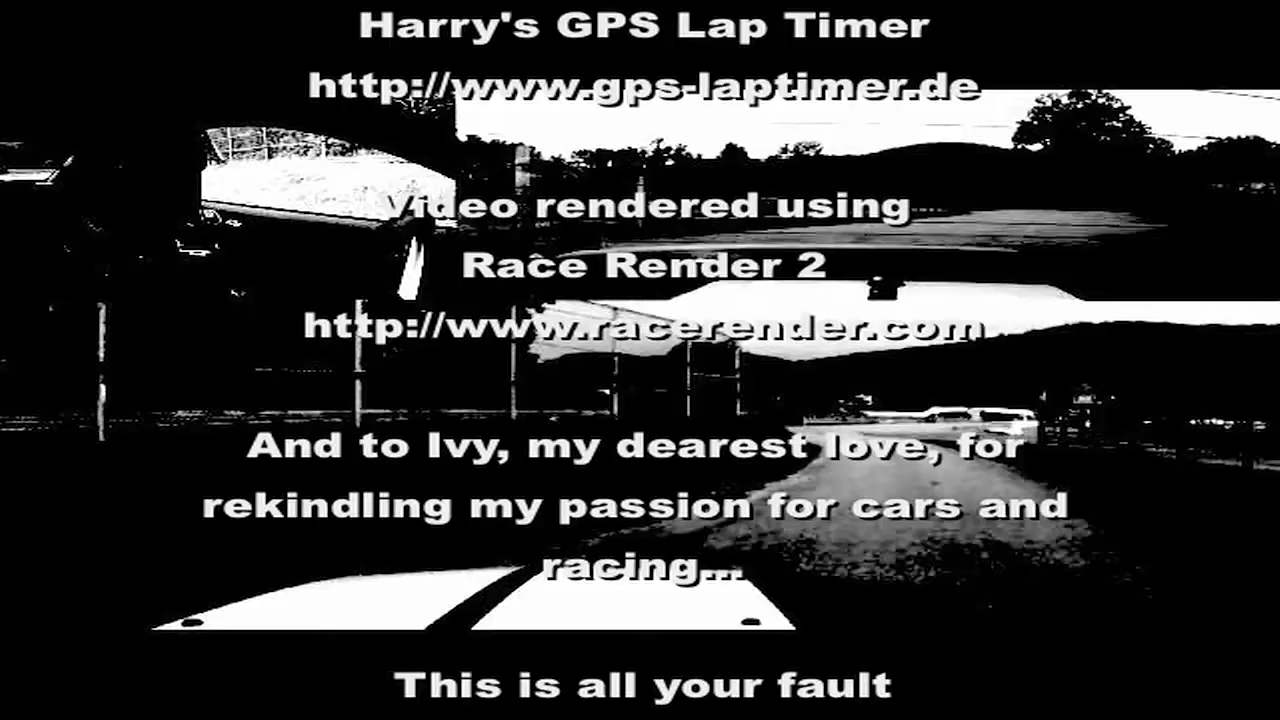 Harry's GPS Lap Timer
http://www.gps-laptimer.de
Video rendered using
Race Render 2
http://www.racerender.com
And to Ivy, my dearest love, for
rekindling my passion for cars and
racing...
This is all your fault